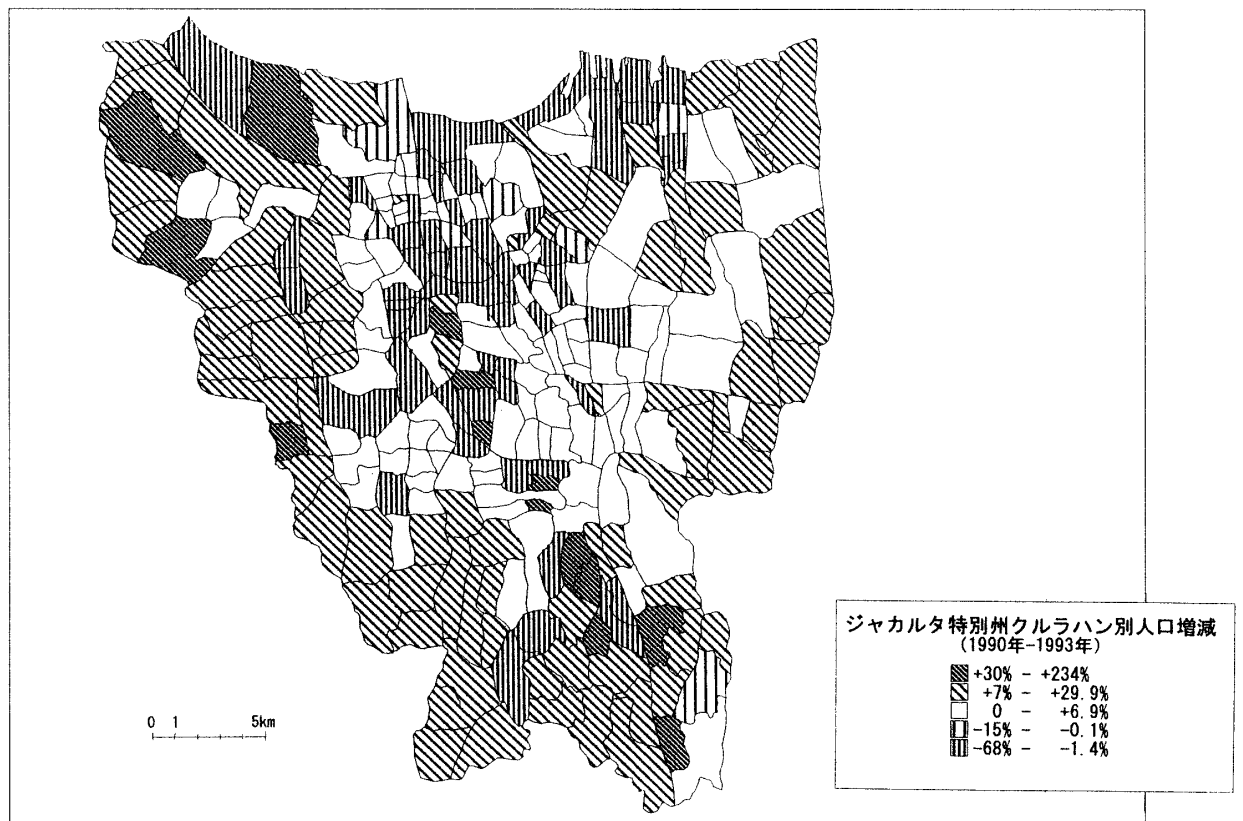 ジャカルタ特別州クルラハン別人口増減
(1990年-1993年)
+30% - +234%
+7% - +29.9%
0 - +6.9%
-15% - -0.1%
-68% - -1.4%
0 1 5km